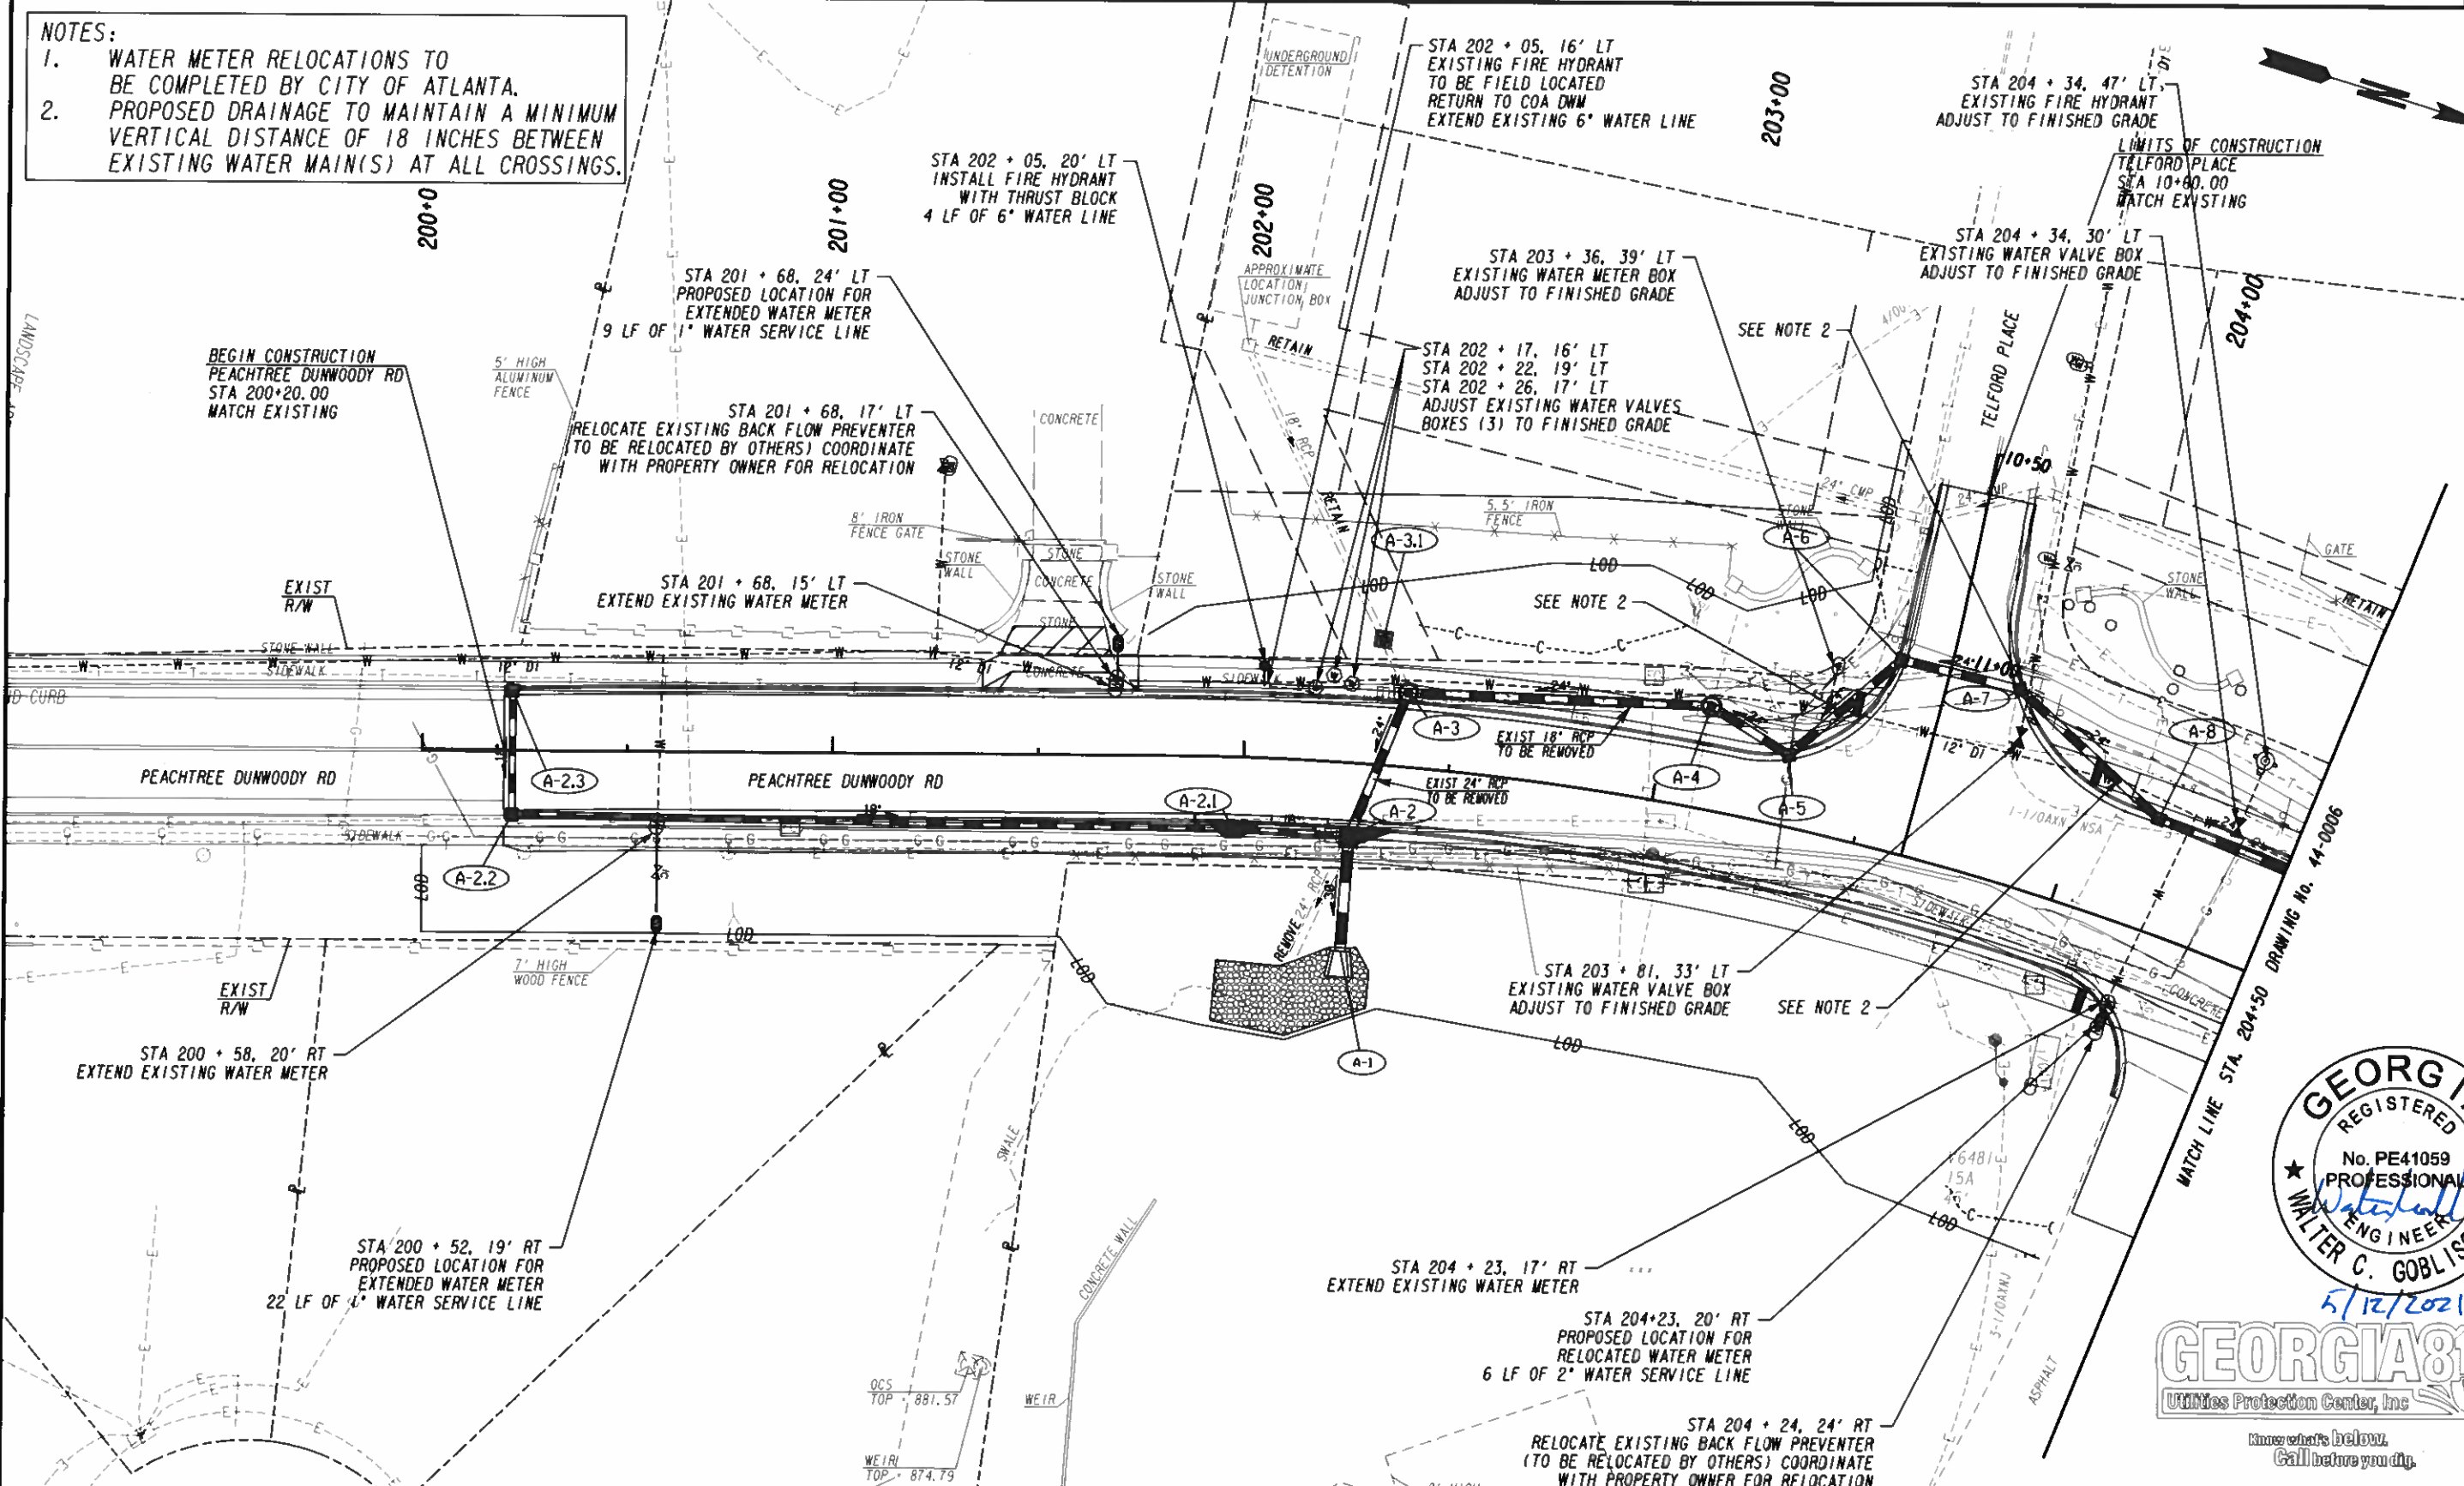 NOTES:
1. WATER METER RELOCATIONS TO
BE COMPLETED BY CITY OF ATLANTA.
2. PROPOSED DRAINAGE TO MAINTAIN A MINIMUM
VERTICAL DISTANCE OF 18 INCHES BETWEEN
EXISTING WATER MAIN(S) AT ALL CROSSINGS.
UNDERGROUND
DETENTION
STA 202 + 05, 16' LT
EXISTING FIRE HYDRANT
TO BE FIELD LOCATED
RETURN TO COA DWM
EXTEND EXISTING 6" WATER LINE
203+00
STA 204 + 34, 47' LT,
EXISTING FIRE HYDRANT
ADJUST TO FINISHED GRADE
N
LIMITS OF CONSTRUCTION
TELFORD PLACE
STA 10+80.00
MATCH EXISTING
STA 202 + 05, 20' LT
INSTALL FIRE HYDRANT
WITH THRUST BLOCK
4 LF OF 6" WATER LINE
200+0
201+00
202+00
204+00
STA 204 + 34, 30' LT
EXISTING WATER VALVE BOX
ADJUST TO FINISHED GRADE
STA 203 + 36, 39' LT
EXISTING WATER METER BOX
ADJUST TO FINISHED GRADE
APPROXIMATE
LOCATION,
JUNCTION BOX
STA 201 + 68, 24' LT
PROPOSED LOCATION FOR
EXTENDED WATER METER
9 LF OF 1" WATER SERVICE LINE
SEE NOTE 2
TELFORD PLACE
LANDSCAPE
BEGIN CONSTRUCTION
PEACHTREE DUNWOODY RD
STA 200+20.00
MATCH EXISTING
5' HIGH
ALUMINUM
FENCE
RETAIN
STA 202 + 17, 16' LT
STA 202 + 22, 19' LT
STA 202 + 26, 17' LT
ADJUST EXISTING WATER VALVES
BOXES (3) TO FINISHED GRADE
STA 201 + 68, 17' LT
RELOCATE EXISTING BACK FLOW PREVENTER
(TO BE RELOCATED BY OTHERS) COORDINATE
WITH PROPERTY OWNER FOR RELOCATION
CONCRETE
18" RCP
RETAIN
10+50
24" CMP
24" CMP
8' IRON
FENCE GATE
5.5' IRON
FENCE
STONE
WALL
A-3.1
A-6
GATE
STONE
WALL
STONE
CONCRETE
STONE
WALL
STONE
WALL
RETAIN
STA 201 + 68, 15' LT
EXTEND EXISTING WATER METER
EXIST
R/W
LOD
SEE NOTE 2
STONE
STONE WALL
SIDEWALK
12" DI
12" DI
CONCRETE
SIDEWALK
24"
11+00
A-7
A-8
CURB
A-3
EXIST 18" RCP
TO BE REMOVED
A-4
12" DI
PEACHTREE DUNWOODY RD
A-2.3
PEACHTREE DUNWOODY RD
24"
EXIST 24" RCP
TO BE REMOVED
A-5
A-2.1
A-2
18"
SIDEWALK
A-2.2
LOD
LOD
7' HIGH
WOOD FENCE
REMOVE 24" RCP
SIDEWALK
CONCRETE
EXIST
R/W
STA 203 + 81, 33' LT
EXISTING WATER VALVE BOX
ADJUST TO FINISHED GRADE
SEE NOTE 2
MATCH LINE STA. 204+50 DRAWING No. 44-0006
STA 200 + 58, 20' RT
EXTEND EXISTING WATER METER
A-1
LOD
LOD
LOD
SWALE
CONCRETE WALL
15A
STA 200 + 52, 19' RT
PROPOSED LOCATION FOR
EXTENDED WATER METER
22 LF OF 1" WATER SERVICE LINE
STA 204 + 23, 17' RT
EXTEND EXISTING WATER METER
STA 204+23, 20' RT
PROPOSED LOCATION FOR
RELOCATED WATER METER
6 LF OF 2" WATER SERVICE LINE
OCS
TOP = 881.57
WEIR
WEIR
TOP = 874.79
ASPHALT
STA 204 + 24, 24' RT
RELOCATE EXISTING BACK FLOW PREVENTER
(TO BE RELOCATED BY OTHERS) COORDINATE
WITH PROPERTY OWNER FOR RELOCATION
REGISTERED
No. PE41059
PROFESSIONAL
ENGINEER
WALTER C.
5/12/2021
Utilities Protection Center, Inc
Know what's below.
Call before you dig.